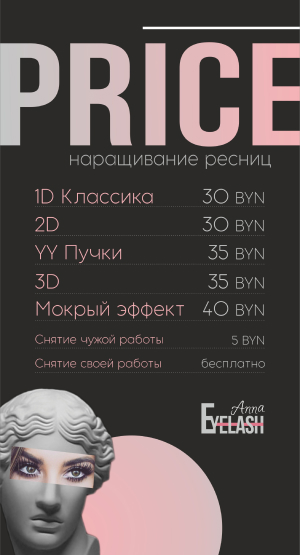 PRICE
наращивание ресниц
1D Классика 30 BYN
2D 30 BYN
YY Пучки 35 BYN
3D 35 BYN
Мокрый эффект 40 BYN
Снятие чужой работы 5 BYN
Снятие своей работы бесплатно
Anna
EYELASH